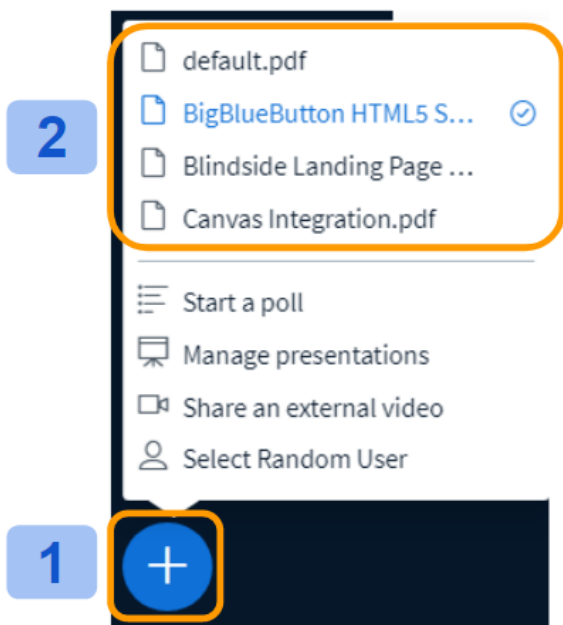 default.pdf
2
BigBlueButton HTML5 S...
Blindside Landing Page ...
Canvas Integration.pdf
Start a poll
Manage presentations
Share an external video
Select Random User
1